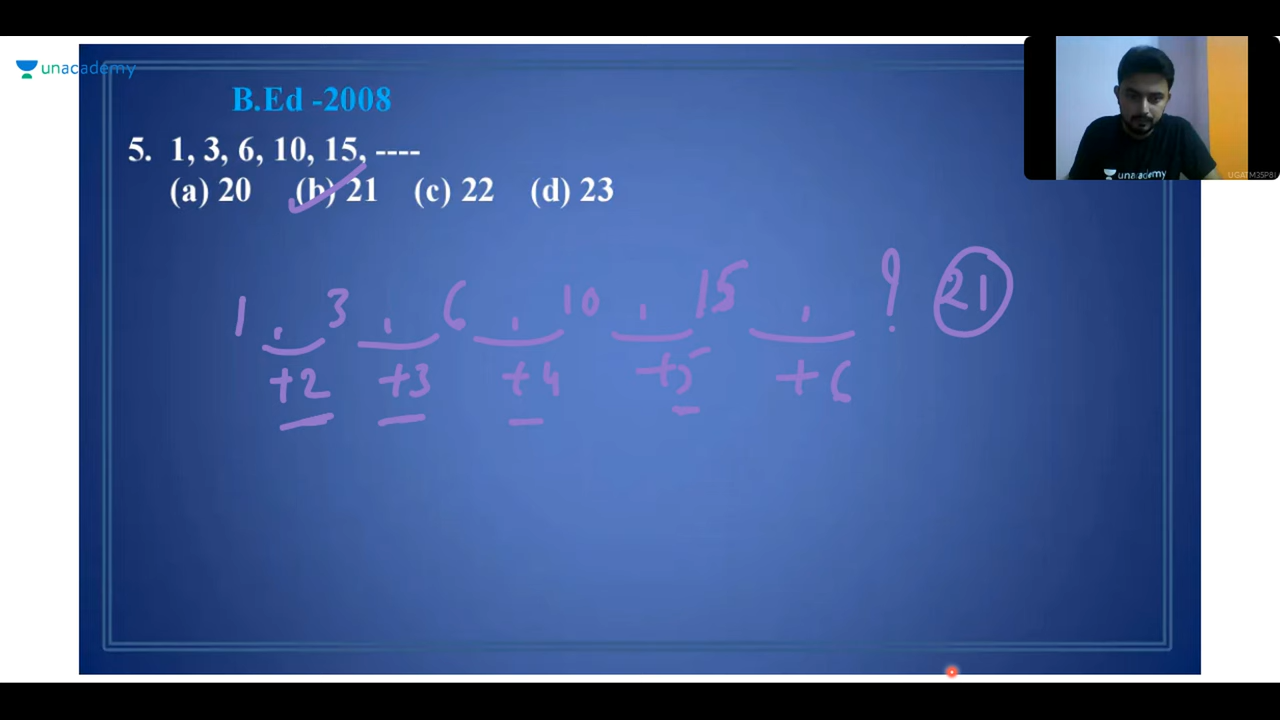 unacademy
B.Ed -2008
5. 1, 3, 6, 10, 15, ----
(a) 20 (b) 21 (c) 22 (d) 23
1 , 3 , 6 , 10 , 15 , ? 21
+2 +3 +4 +5 +6
unacademy
UGATM3SP8I